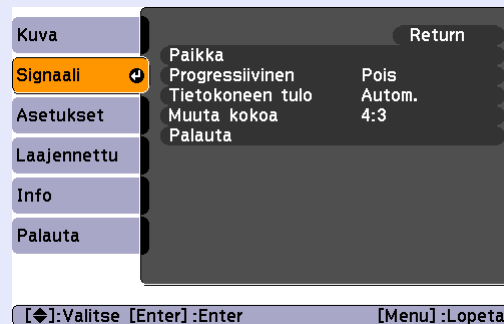 Kuva
Signaali
Asetukset
Laajennettu
Info
Palauta
Return
Paikka
Progressiivinen Pois
Tietokoneen tulo Autom.
Muuta kokoa 4:3
Palauta
[◆]:Valitse [Enter]:Enter [Menu]:Lopeta